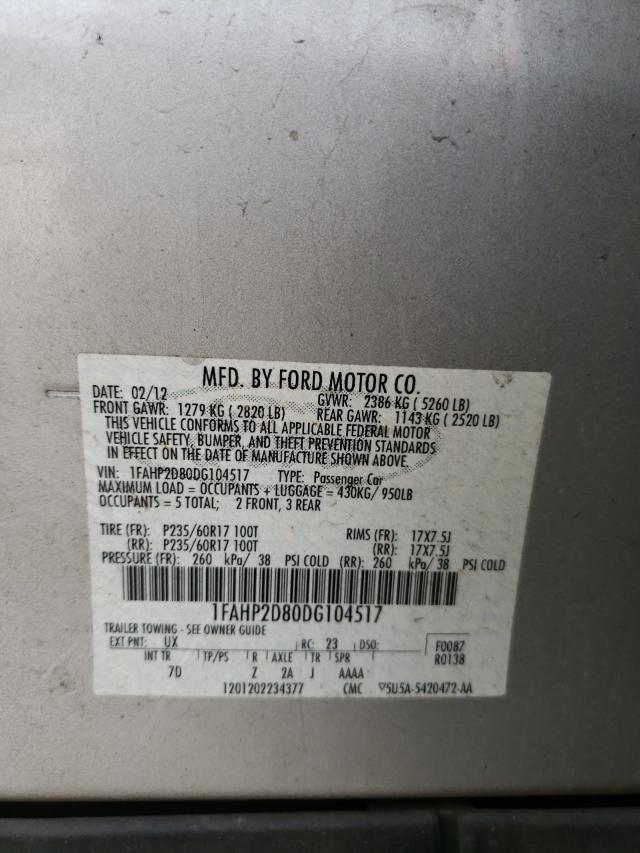 MFD. BY FORD MOTOR CO.
DATE: 02/12 GVWR: 2386 KG ( 5260 LB)
FRONT GAWR: 1279 KG ( 2820 LB) REAR GAWR: 1143 KG ( 2520 LB)
THIS VEHICLE CONFORMS TO ALL APPLICABLE FEDERAL MOTOR
VEHICLE SAFETY, BUMPER, AND THEFT PREVENTION STANDARDS
IN EFFECT ON THE DATE OF MANUFACTURE SHOWN ABOVE.
VIN: 1FAHP2D80DG104517 TYPE: Passenger Car
MAXIMUM LOAD = OCCUPANTS + LUGGAGE = 430KG/ 950LB
OCCUPANTS = 5 TOTAL; 2 FRONT, 3 REAR
TIRE (FR): P235/60R17 100T RIMS (FR): 17X7.5J
(RR): P235/60R17 100T (RR): 17X7.5J
PRESSURE (FR): 260 kPa/ 38 PSI COLD (RR): 260 kPa/ 38 PSI COLD
1FAHP2D80DG104517
TRAILER TOWING - SEE OWNER GUIDE
EXT PNT: UX RC: 23 DSO: F0087
INT TR TP/PS R AXLE TR SPR R0138
7D Z 2A J AAAA
1201202234377 CMC ▽5U5A-5420472-AA